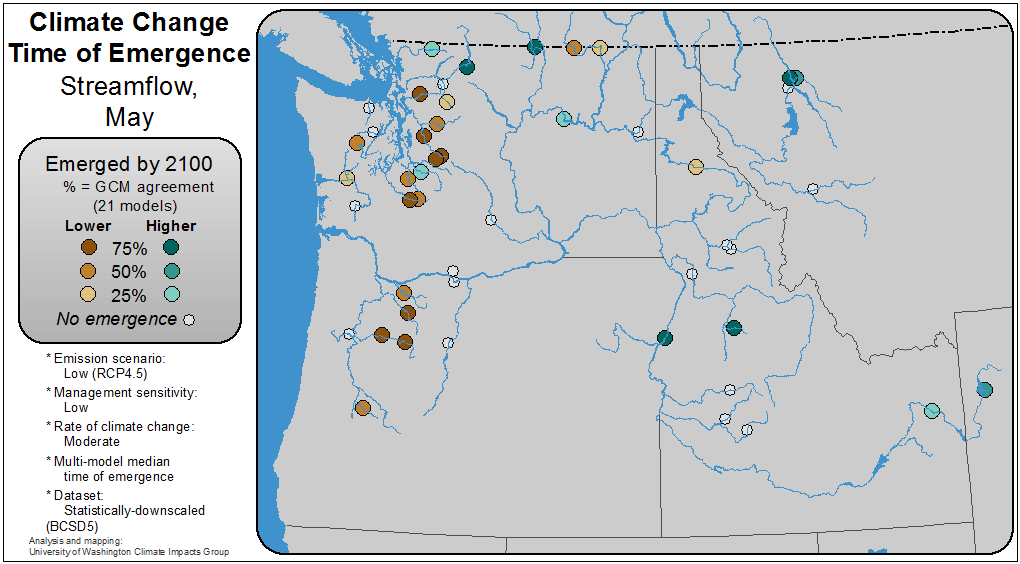 Climate Change
Time of Emergence
Streamflow,
May
Emerged by 2100
% = GCM agreement
(21 models)
Lower Higher
75%
50%
25%
No emergence
* Emission scenario:
Low (RCP4.5)
* Management sensitivity:
Low
* Rate of climate change:
Moderate
* Multi-model median
time of emergence
* Dataset:
Statistically-downscaled
(BCSD5)
Analysis and mapping:
University of Washington Climate Impacts Group